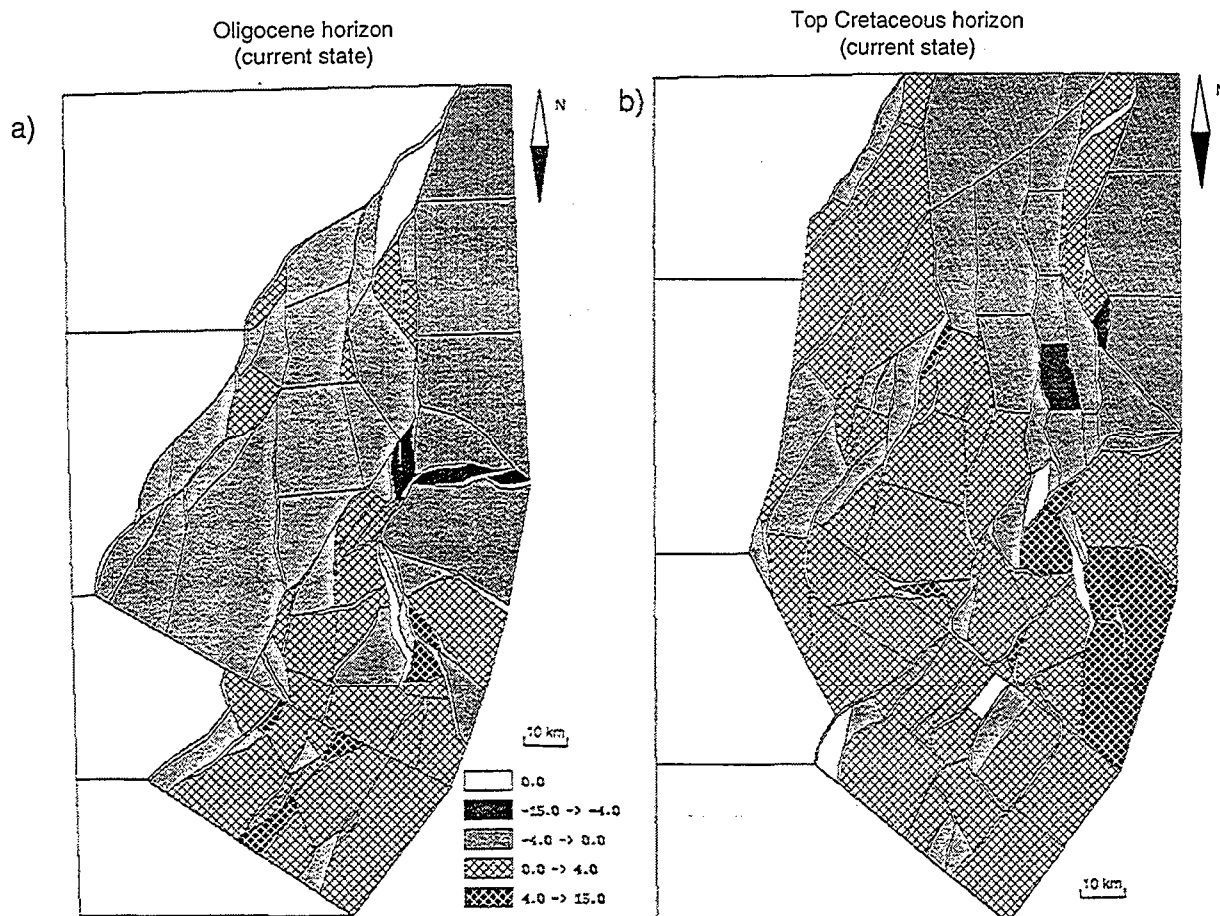 Oligocene horizon
(current state)
Top Cretaceous horizon
(current state)
a)
N
b)
N
10 km
0.0
-15.0 -> -4.0
-4.0 -> 0.0
0.0 -> 4.0
4.0 -> 15.0
10 km